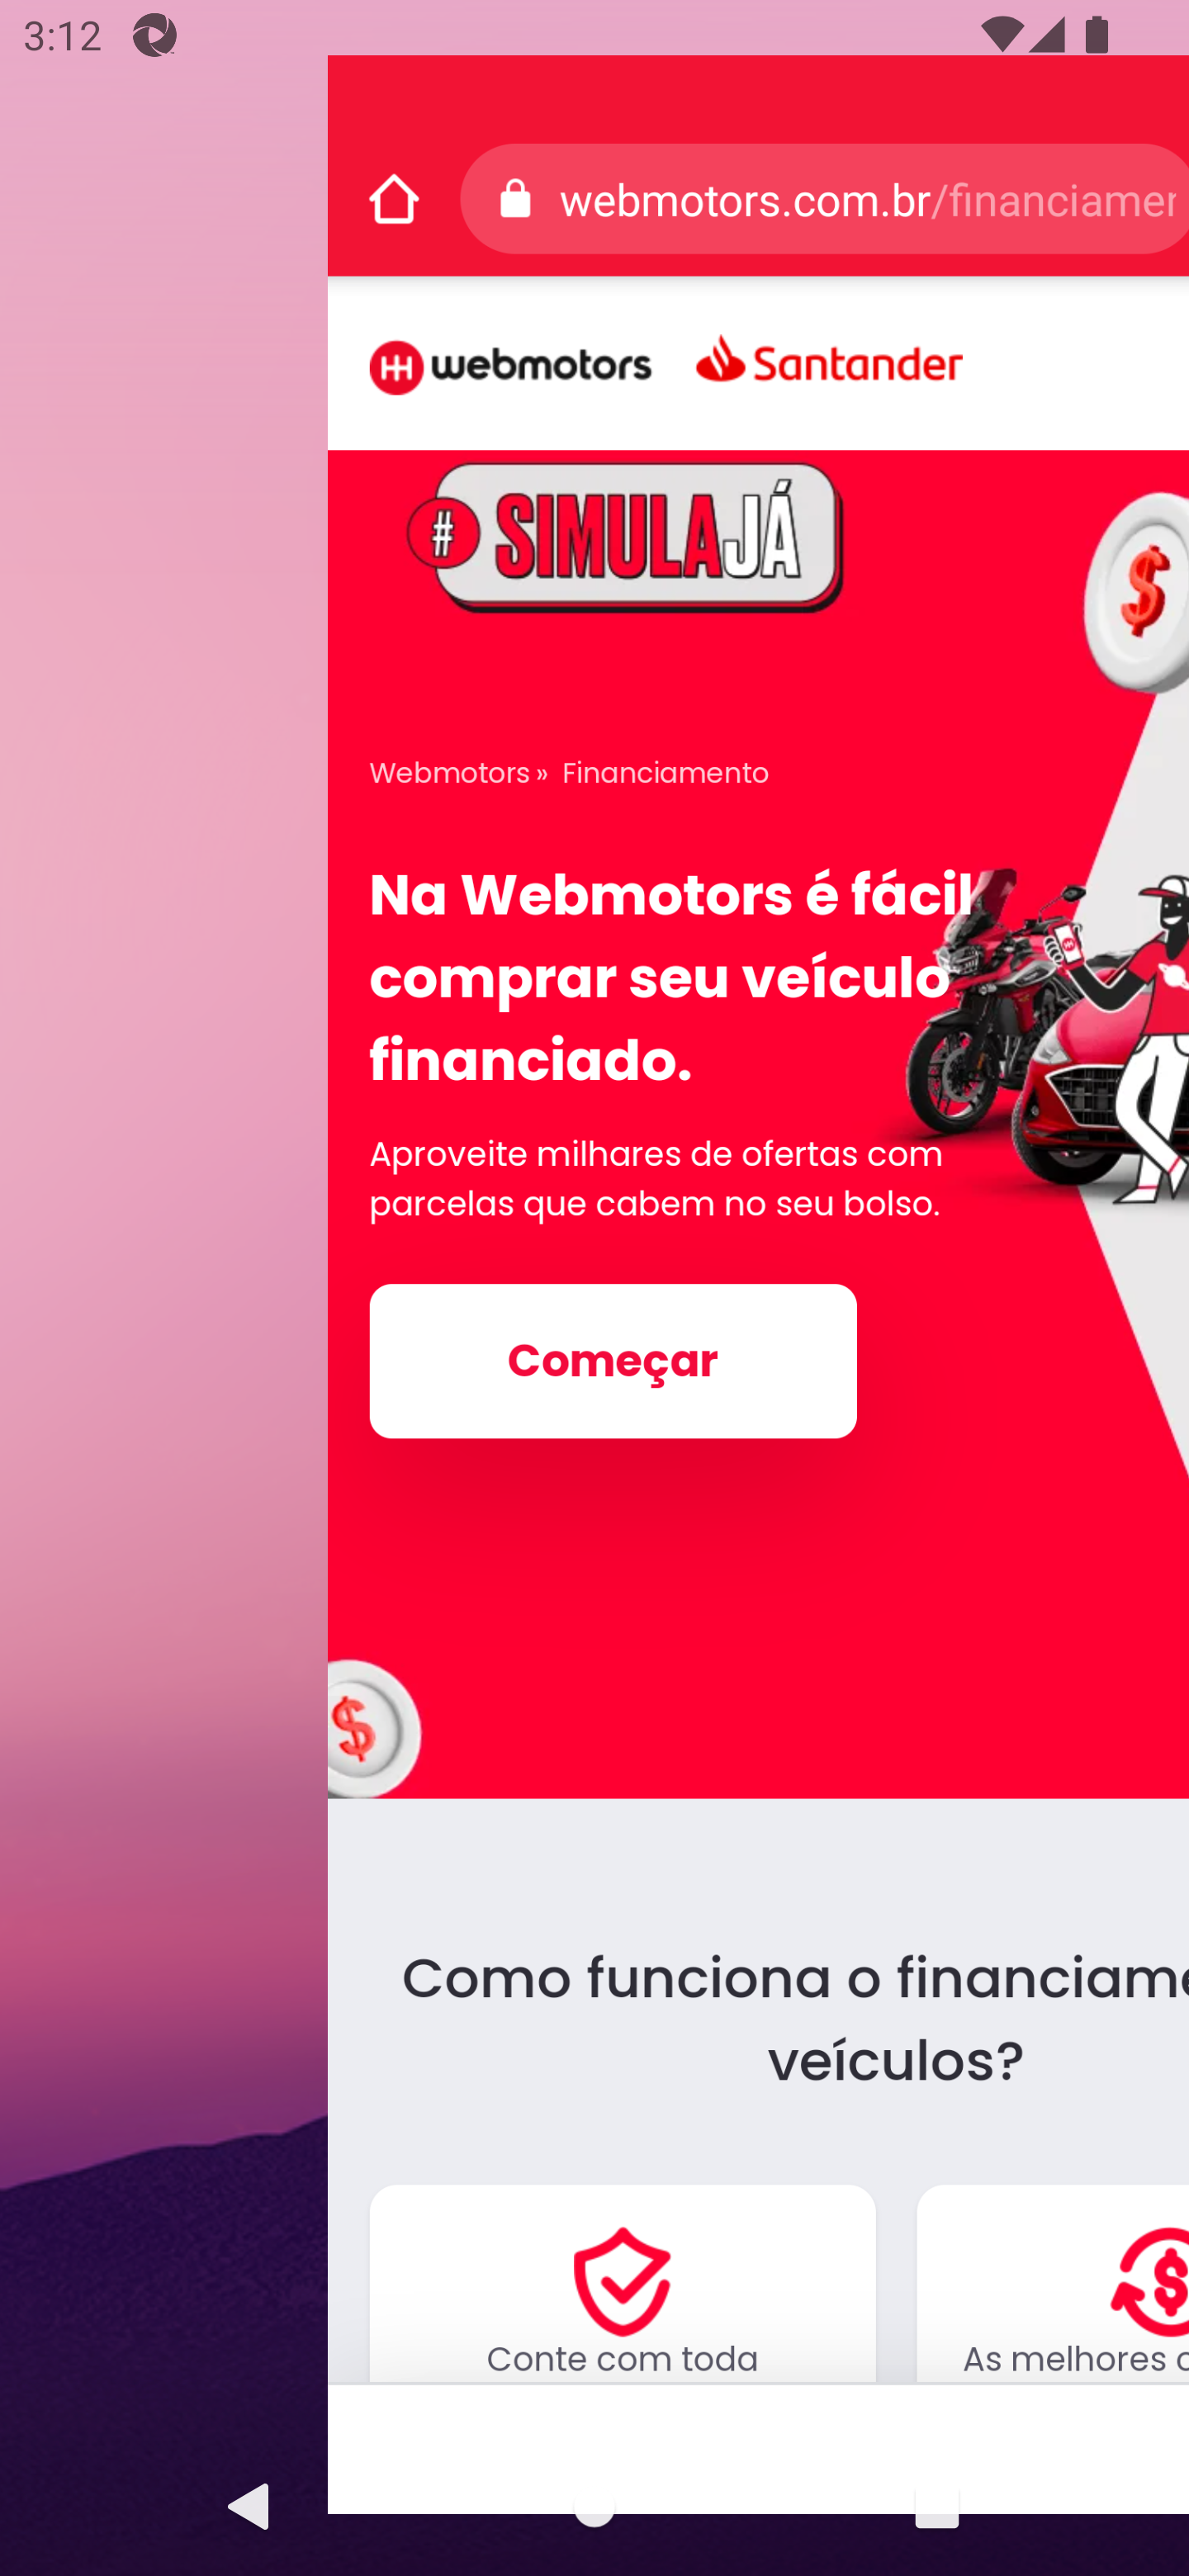 3:12
webmotors.com.br/financiamen
webmotors Santander
# SIMULAJÁ
$
Webmotors » Financiamento
Na Webmotors é fácil
comprar seu veículo
financiado.
Aproveite milhares de ofertas com
parcelas que cabem no seu bolso.
Começar
$
Como funciona o financiame
veículos?
$
Conte com toda
As melhores